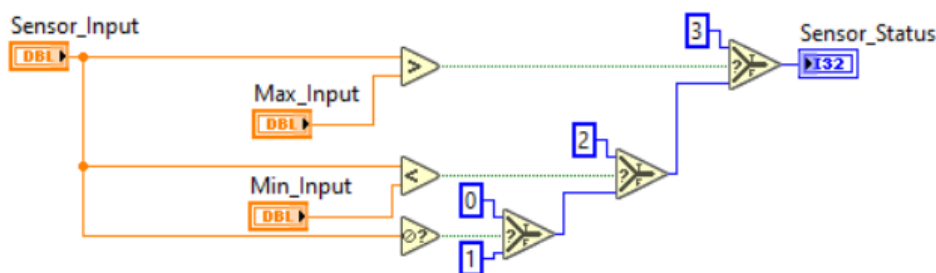 Sensor_Input
DBL
>
Max_Input
DBL
3
? T F
Sensor_Status
I32
<
Min_Input
DBL
2
? T F
0
1
? T F
∅?